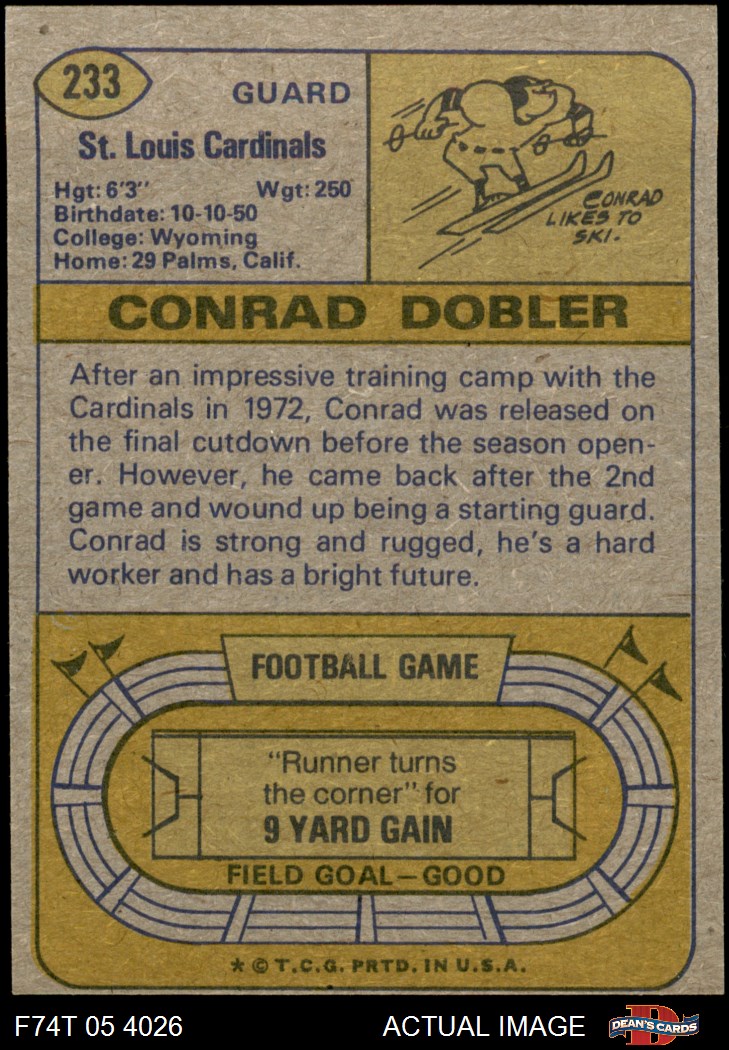 233
GUARD
St. Louis Cardinals
Hgt: 6'3" Wgt: 250
Birthdate: 10-10-50
College: Wyoming
Home: 29 Palms, Calif.
CONRAD
LIKES TO
SKI.
CONRAD DOBLER
After an impressive training camp with the
Cardinals in 1972, Conrad was released on
the final cutdown before the season open-
er. However, he came back after the 2nd
game and wound up being a starting guard.
Conrad is strong and rugged, he's a hard
worker and has a bright future.
FOOTBALL GAME
"Runner turns
the corner" for
9 YARD GAIN
FIELD GOAL—GOOD
* © T.C.G. PRTD. IN U.S.A.
F74T 05 4026 ACTUAL IMAGE
D
DEAN'S CARDS